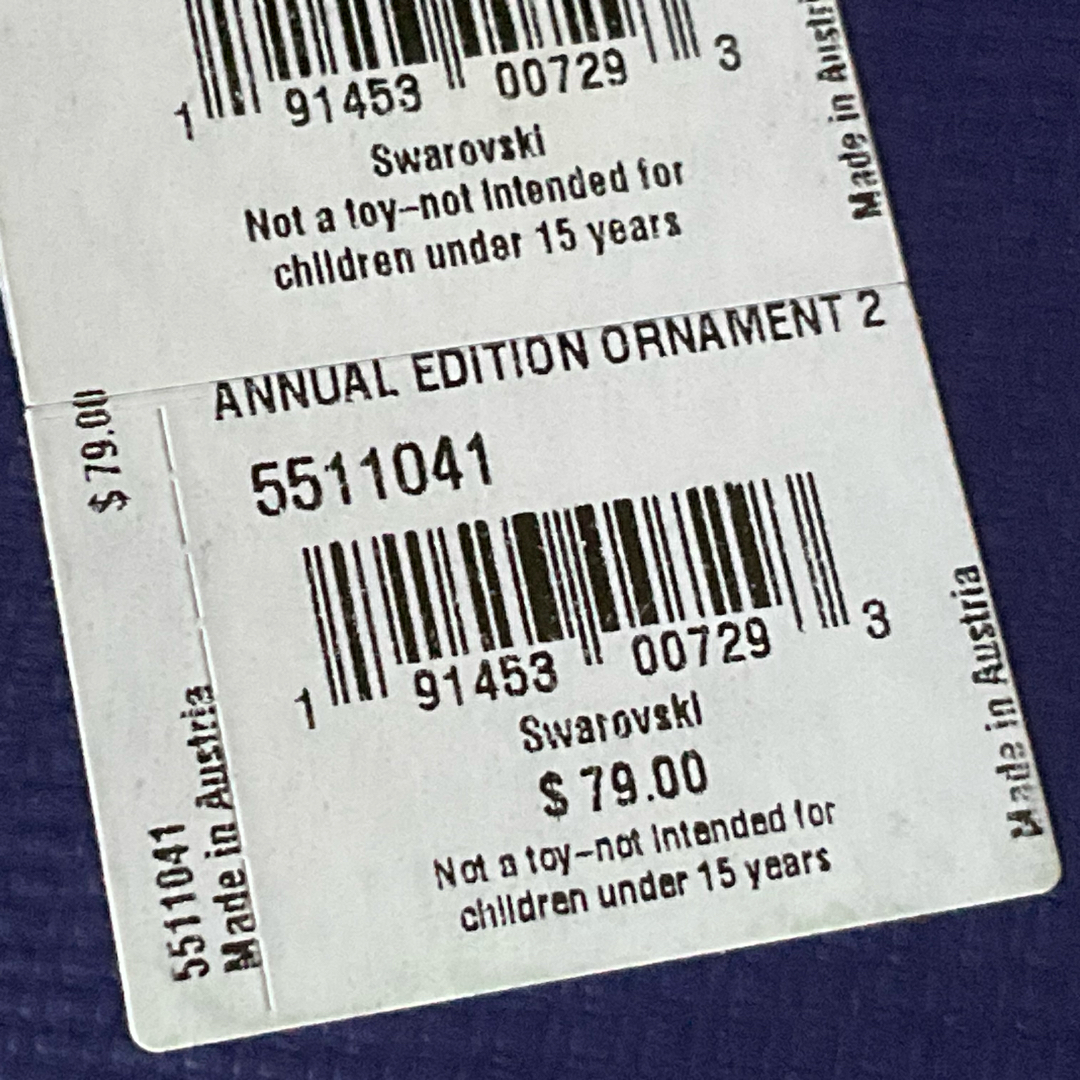 1 91453 00729 3
Swarovski
Not a toy-not intended for
children under 15 years
Made in Austri
ANNUAL EDITION ORNAMENT 2
$79.00
5511041
1 91453 00729 3
Swarovski
$79.00
Not a toy-not intended for
children under 15 years
5511041
Made in Austria
Made in Austria